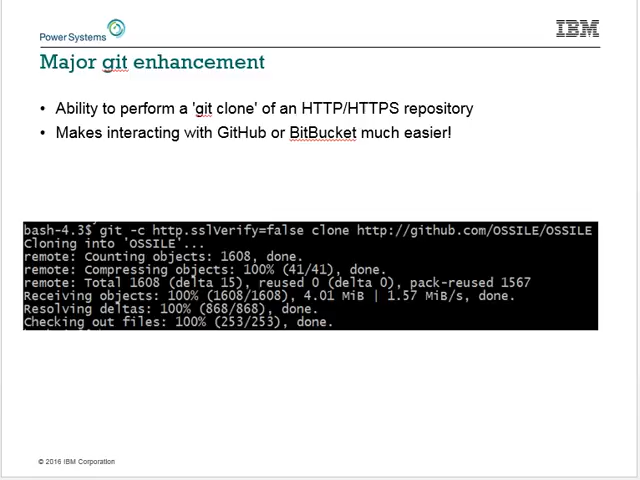 Power Systems
IBM
Major git enhancement
• Ability to perform a 'git clone' of an HTTP/HTTPS repository
• Makes interacting with GitHub or BitBucket much easier!
bash-4.3$ git -c http.sslVerify=false clone http://github.com/OSSILE/OSSILE
Cloning into 'OSSILE'...
remote: Counting objects: 1608, done.
remote: Compressing objects: 100% (41/41), done.
remote: Total 1608 (delta 15), reused 0 (delta 0), pack-reused 1567
Receiving objects: 100% (1608/1608), 4.01 MiB | 1.57 MiB/s, done.
Resolving deltas: 100% (868/868), done.
Checking out files: 100% (253/253), done.
© 2016 IBM Corporation